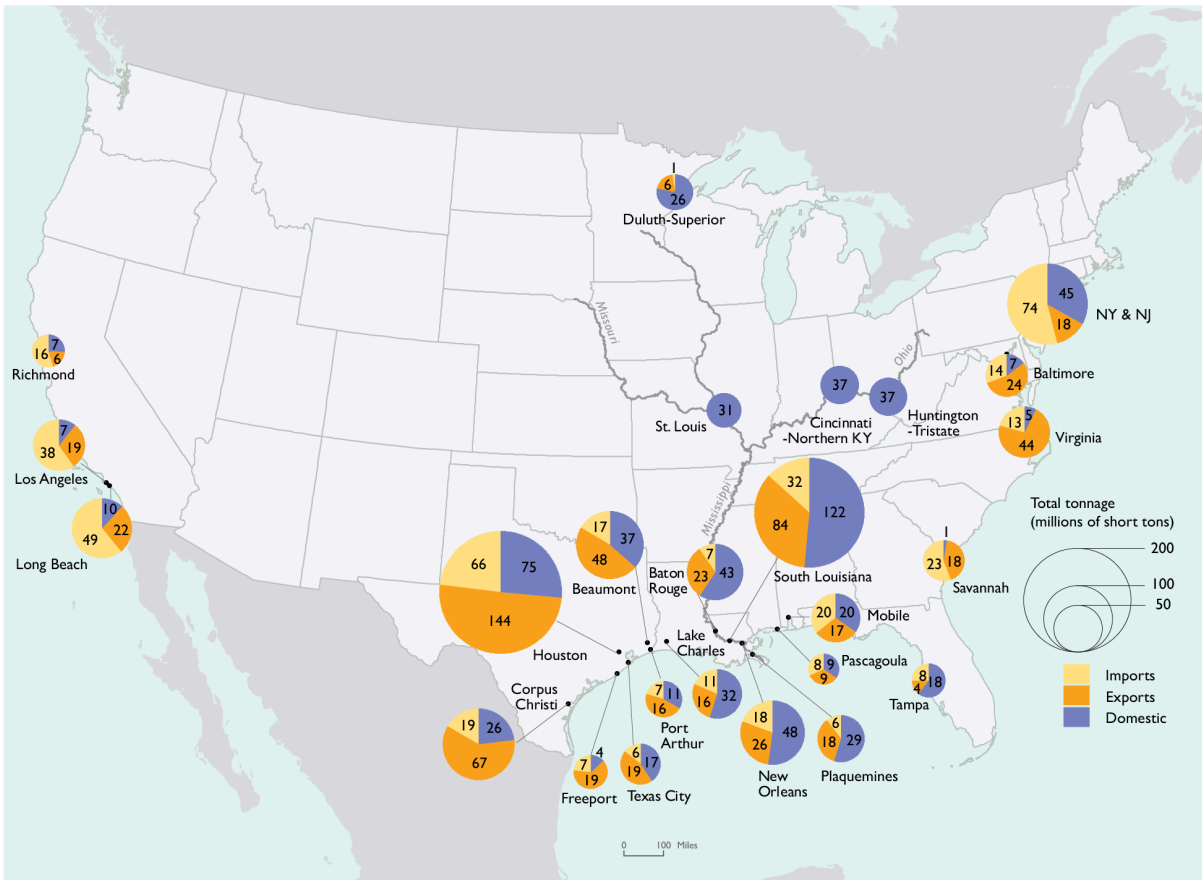 1
6
26
Duluth-Superior
Missouri
Ohio
Mississippi
45
74
18
NY & NJ
7
16
6
Richmond
7
14
24
Baltimore
37
37
Cincinnati
-Northern KY
Huntington
-Tristate
31
St. Louis
5
13
44
Virginia
7
38
19
Los Angeles
10
22
49
Long Beach
32
122
84
South Louisiana
17
37
48
Beaumont
7
23
43
Baton
Rouge
66
75
144
Houston
1
23
18
Savannah
20
20
17
Mobile
8
9
9
Pascagoula
8
18
4
Tampa
Lake
Charles
11
32
16
7
11
16
Port
Arthur
Corpus
Christi
19
26
67
7
4
19
Freeport
6
17
19
Texas City
18
48
26
New
Orleans
6
29
18
Plaquemines
Total tonnage
(millions of short tons)
200
100
50
Imports
Exports
Domestic
0 100 Miles